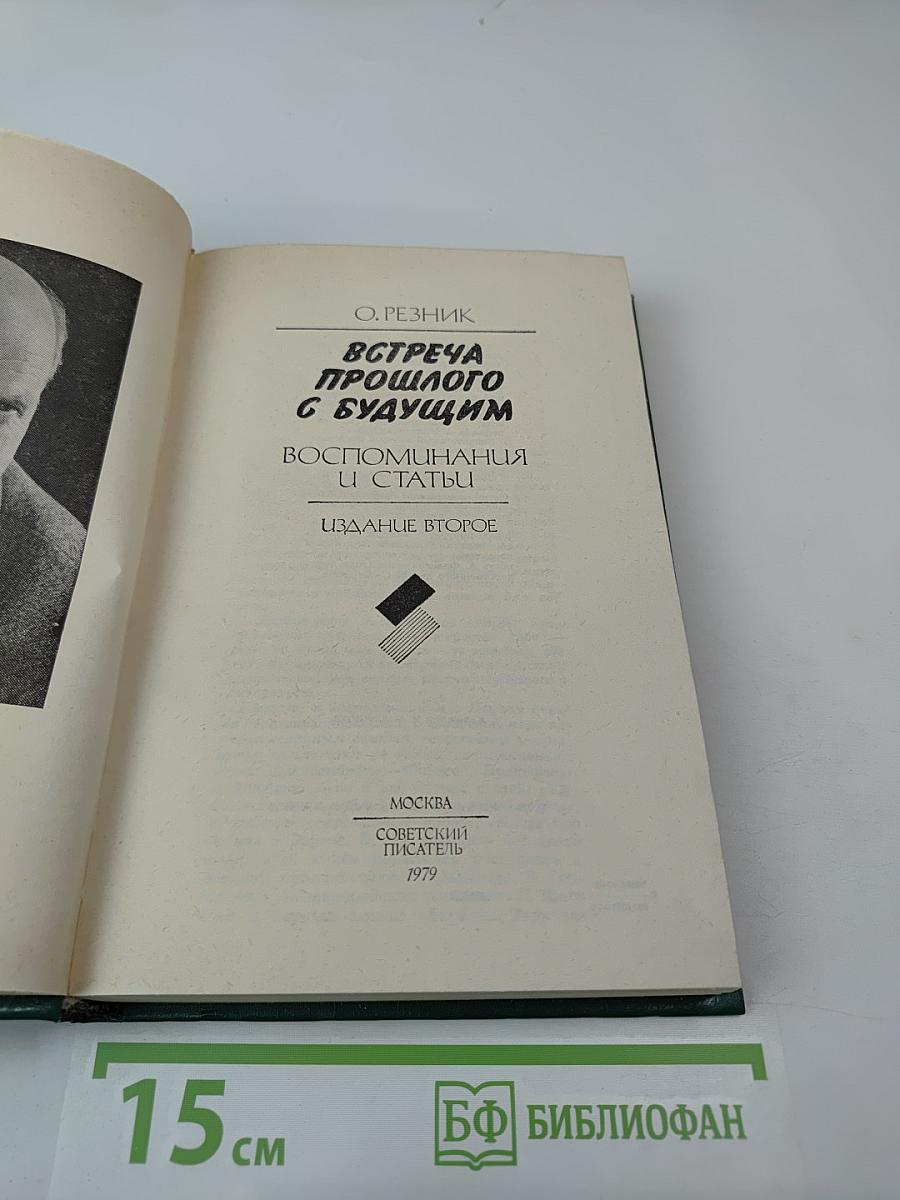 О. РЕЗНИК
ВСТРЕЧА
ПРОШЛОГО
С БУДУЩИМ
ВОСПОМИНАНИЯ
И СТАТЬИ
ИЗДАНИЕ ВТОРОЕ
МОСКВА
СОВЕТСКИЙ
ПИСАТЕЛЬ
1979
15 см
БФ БИБЛИОФАН